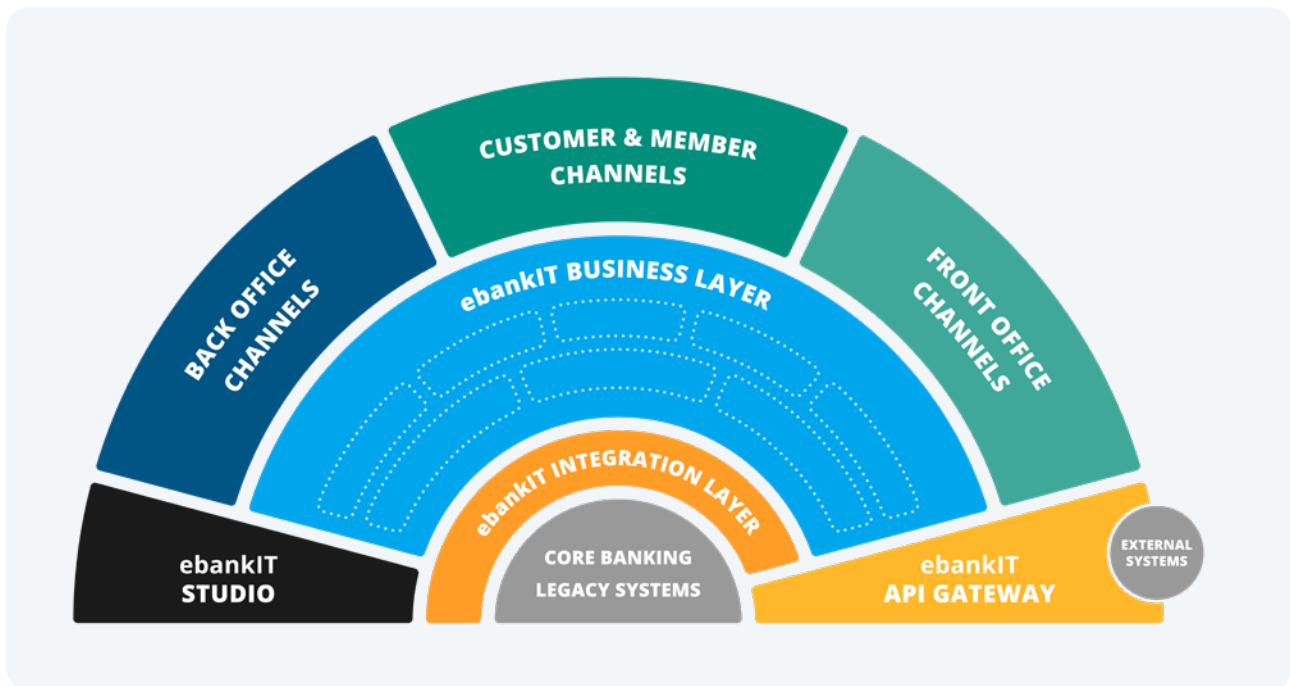 CUSTOMER & MEMBER
CHANNELS
BACK OFFICE
CHANNELS
FRONT OFFICE
CHANNELS
ebankIT BUSINESS LAYER
ebankIT INTEGRATION LAYER
CORE BANKING
LEGACY SYSTEMS
ebankIT
STUDIO
ebankIT
API GATEWAY
EXTERNAL
SYSTEMS